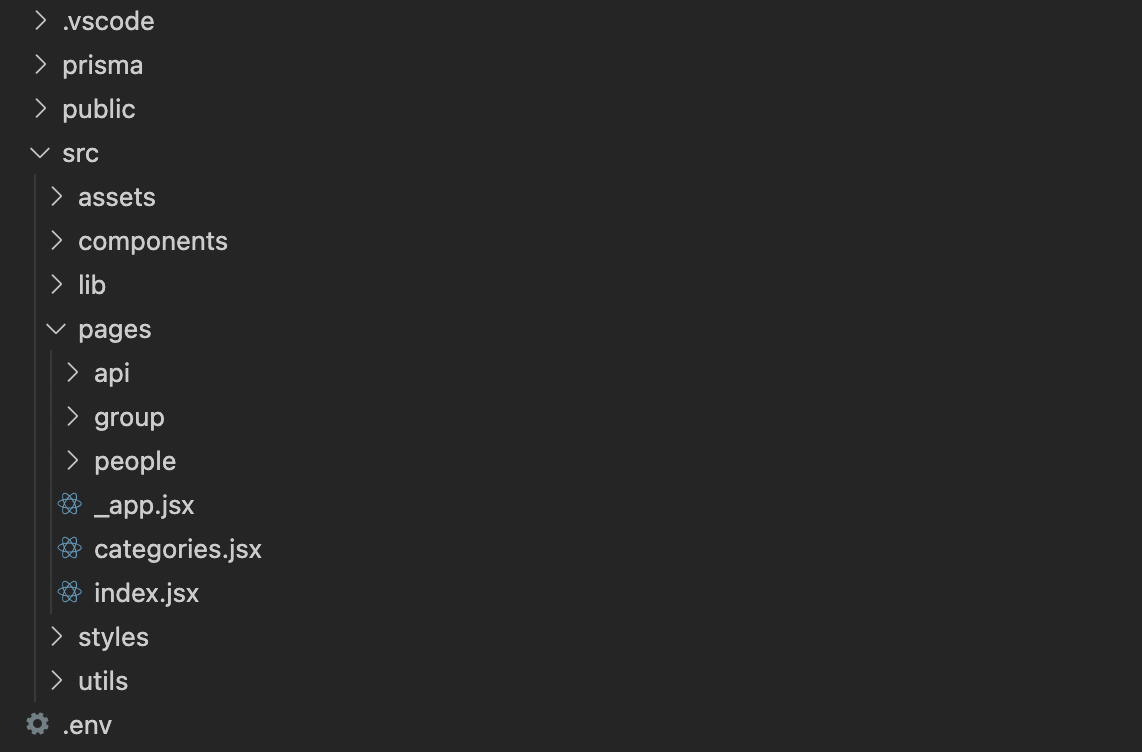 .vscode
prisma
public
src
assets
components
lib
pages
api
group
people
_app.jsx
categories.jsx
index.jsx
styles
utils
.env